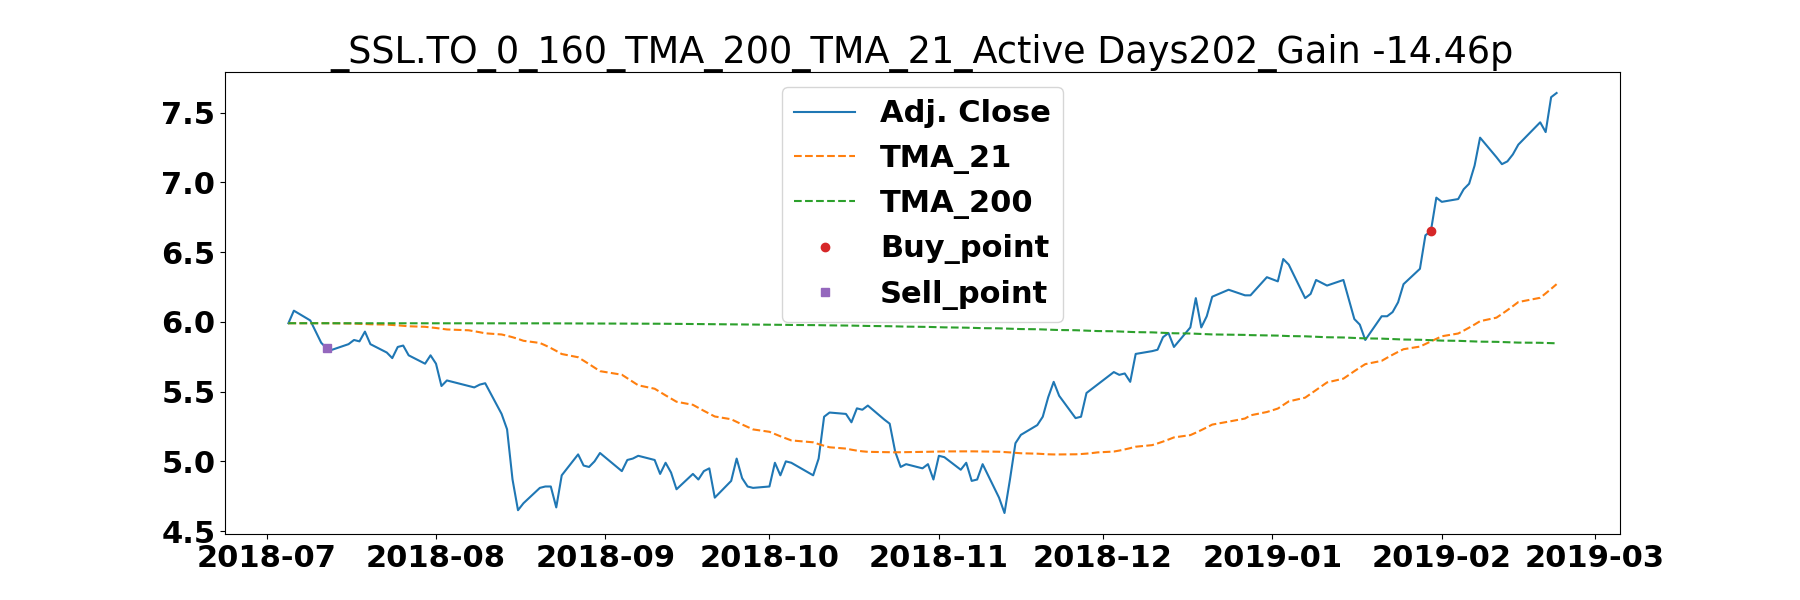 _SSL.TO_0_160_TMA_200_TMA_21_Active Days202_Gain -14.46p
Adj. Close
TMA_21
TMA_200
Buy_point
Sell_point
7.5
7.0
6.5
6.0
5.5
5.0
4.5
2018-07 2018-08 2018-09 2018-10 2018-11 2018-12 2019-01 2019-02 2019-03